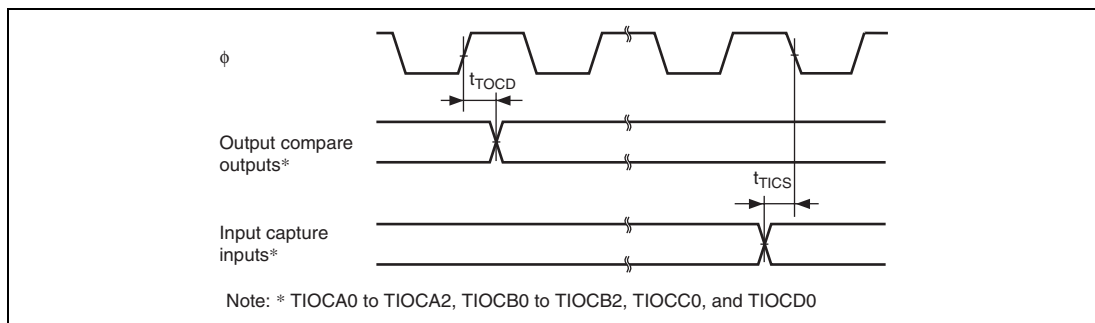 ϕ
tTOCD
Output compare
outputs*
tTICS
Input capture
inputs*
Note: * TIOCA0 to TIOCA2, TIOCB0 to TIOCB2, TIOCC0, and TIOCD0